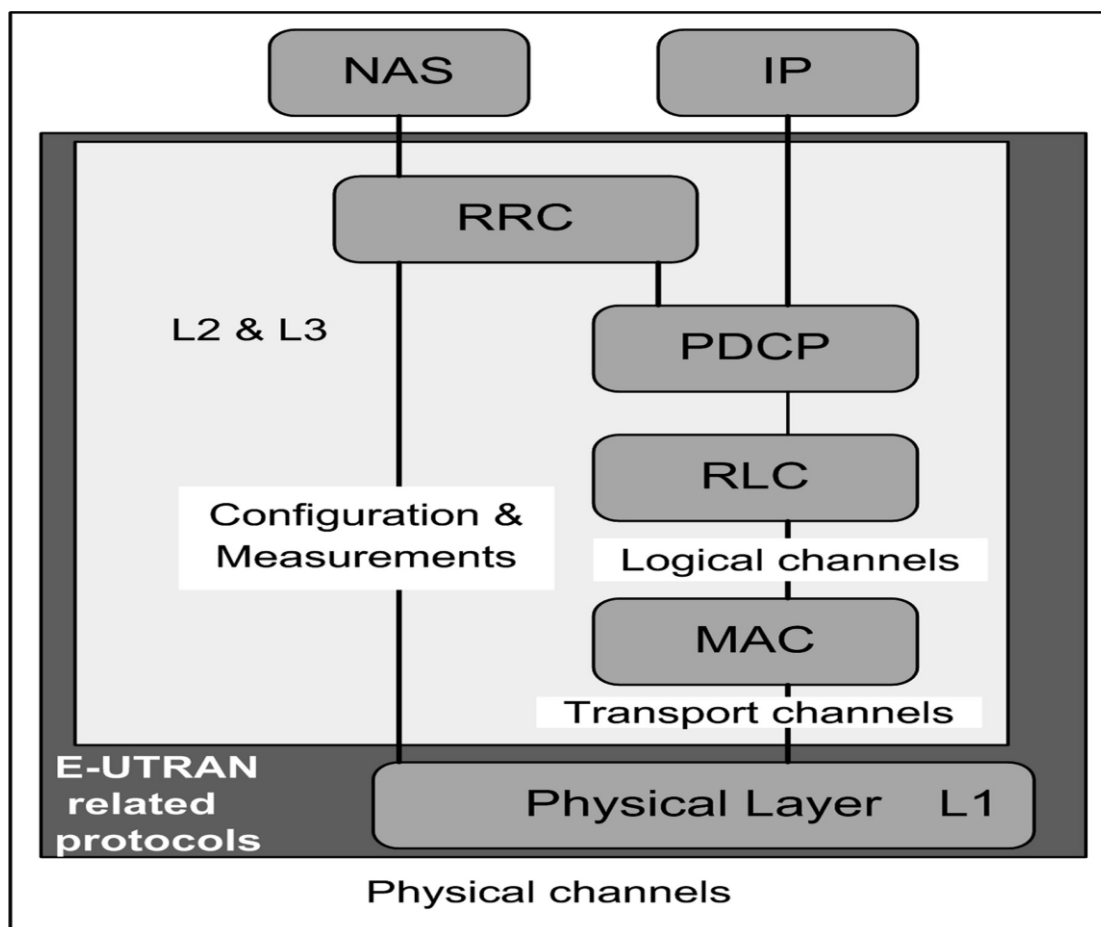 NAS
IP
RRC
L2 & L3
PDCP
RLC
Configuration &
Measurements
Logical channels
MAC
Transport channels
E-UTRAN
related
protocols
Physical Layer L1
Physical channels